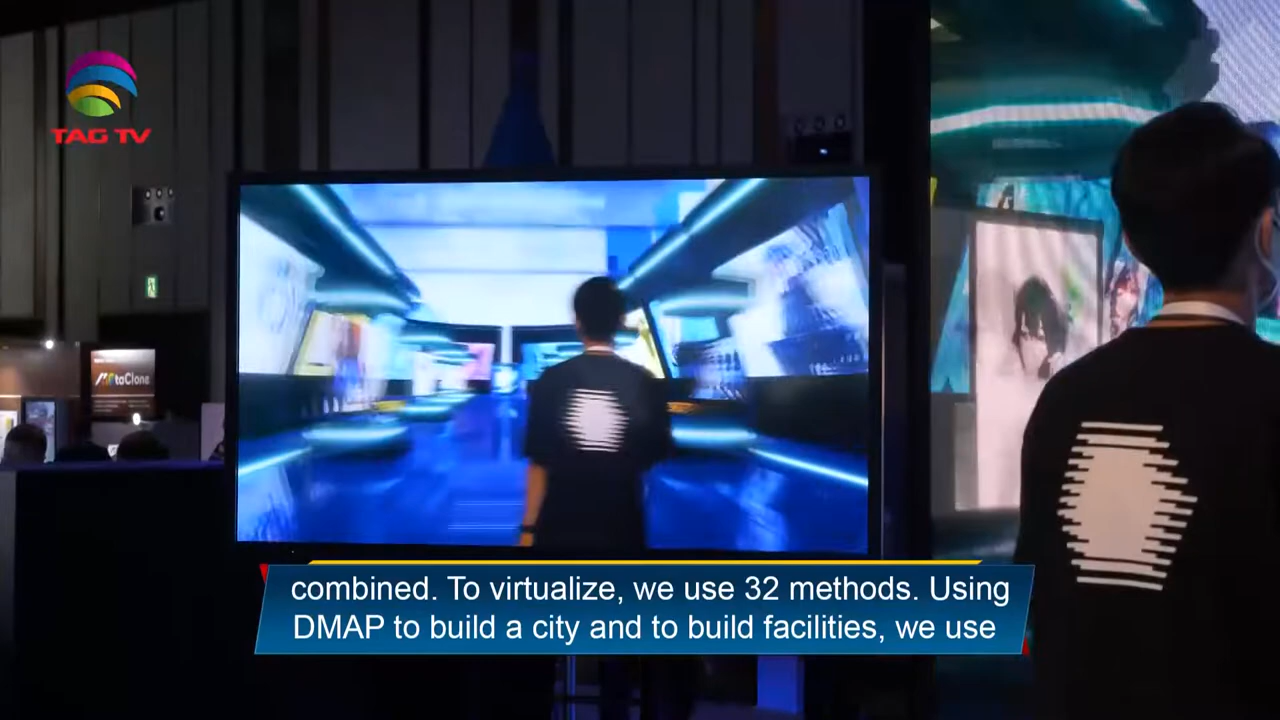 TAG TV
MetaClone
combined. To virtualize, we use 32 methods. Using
DMAP to build a city and to build facilities, we use